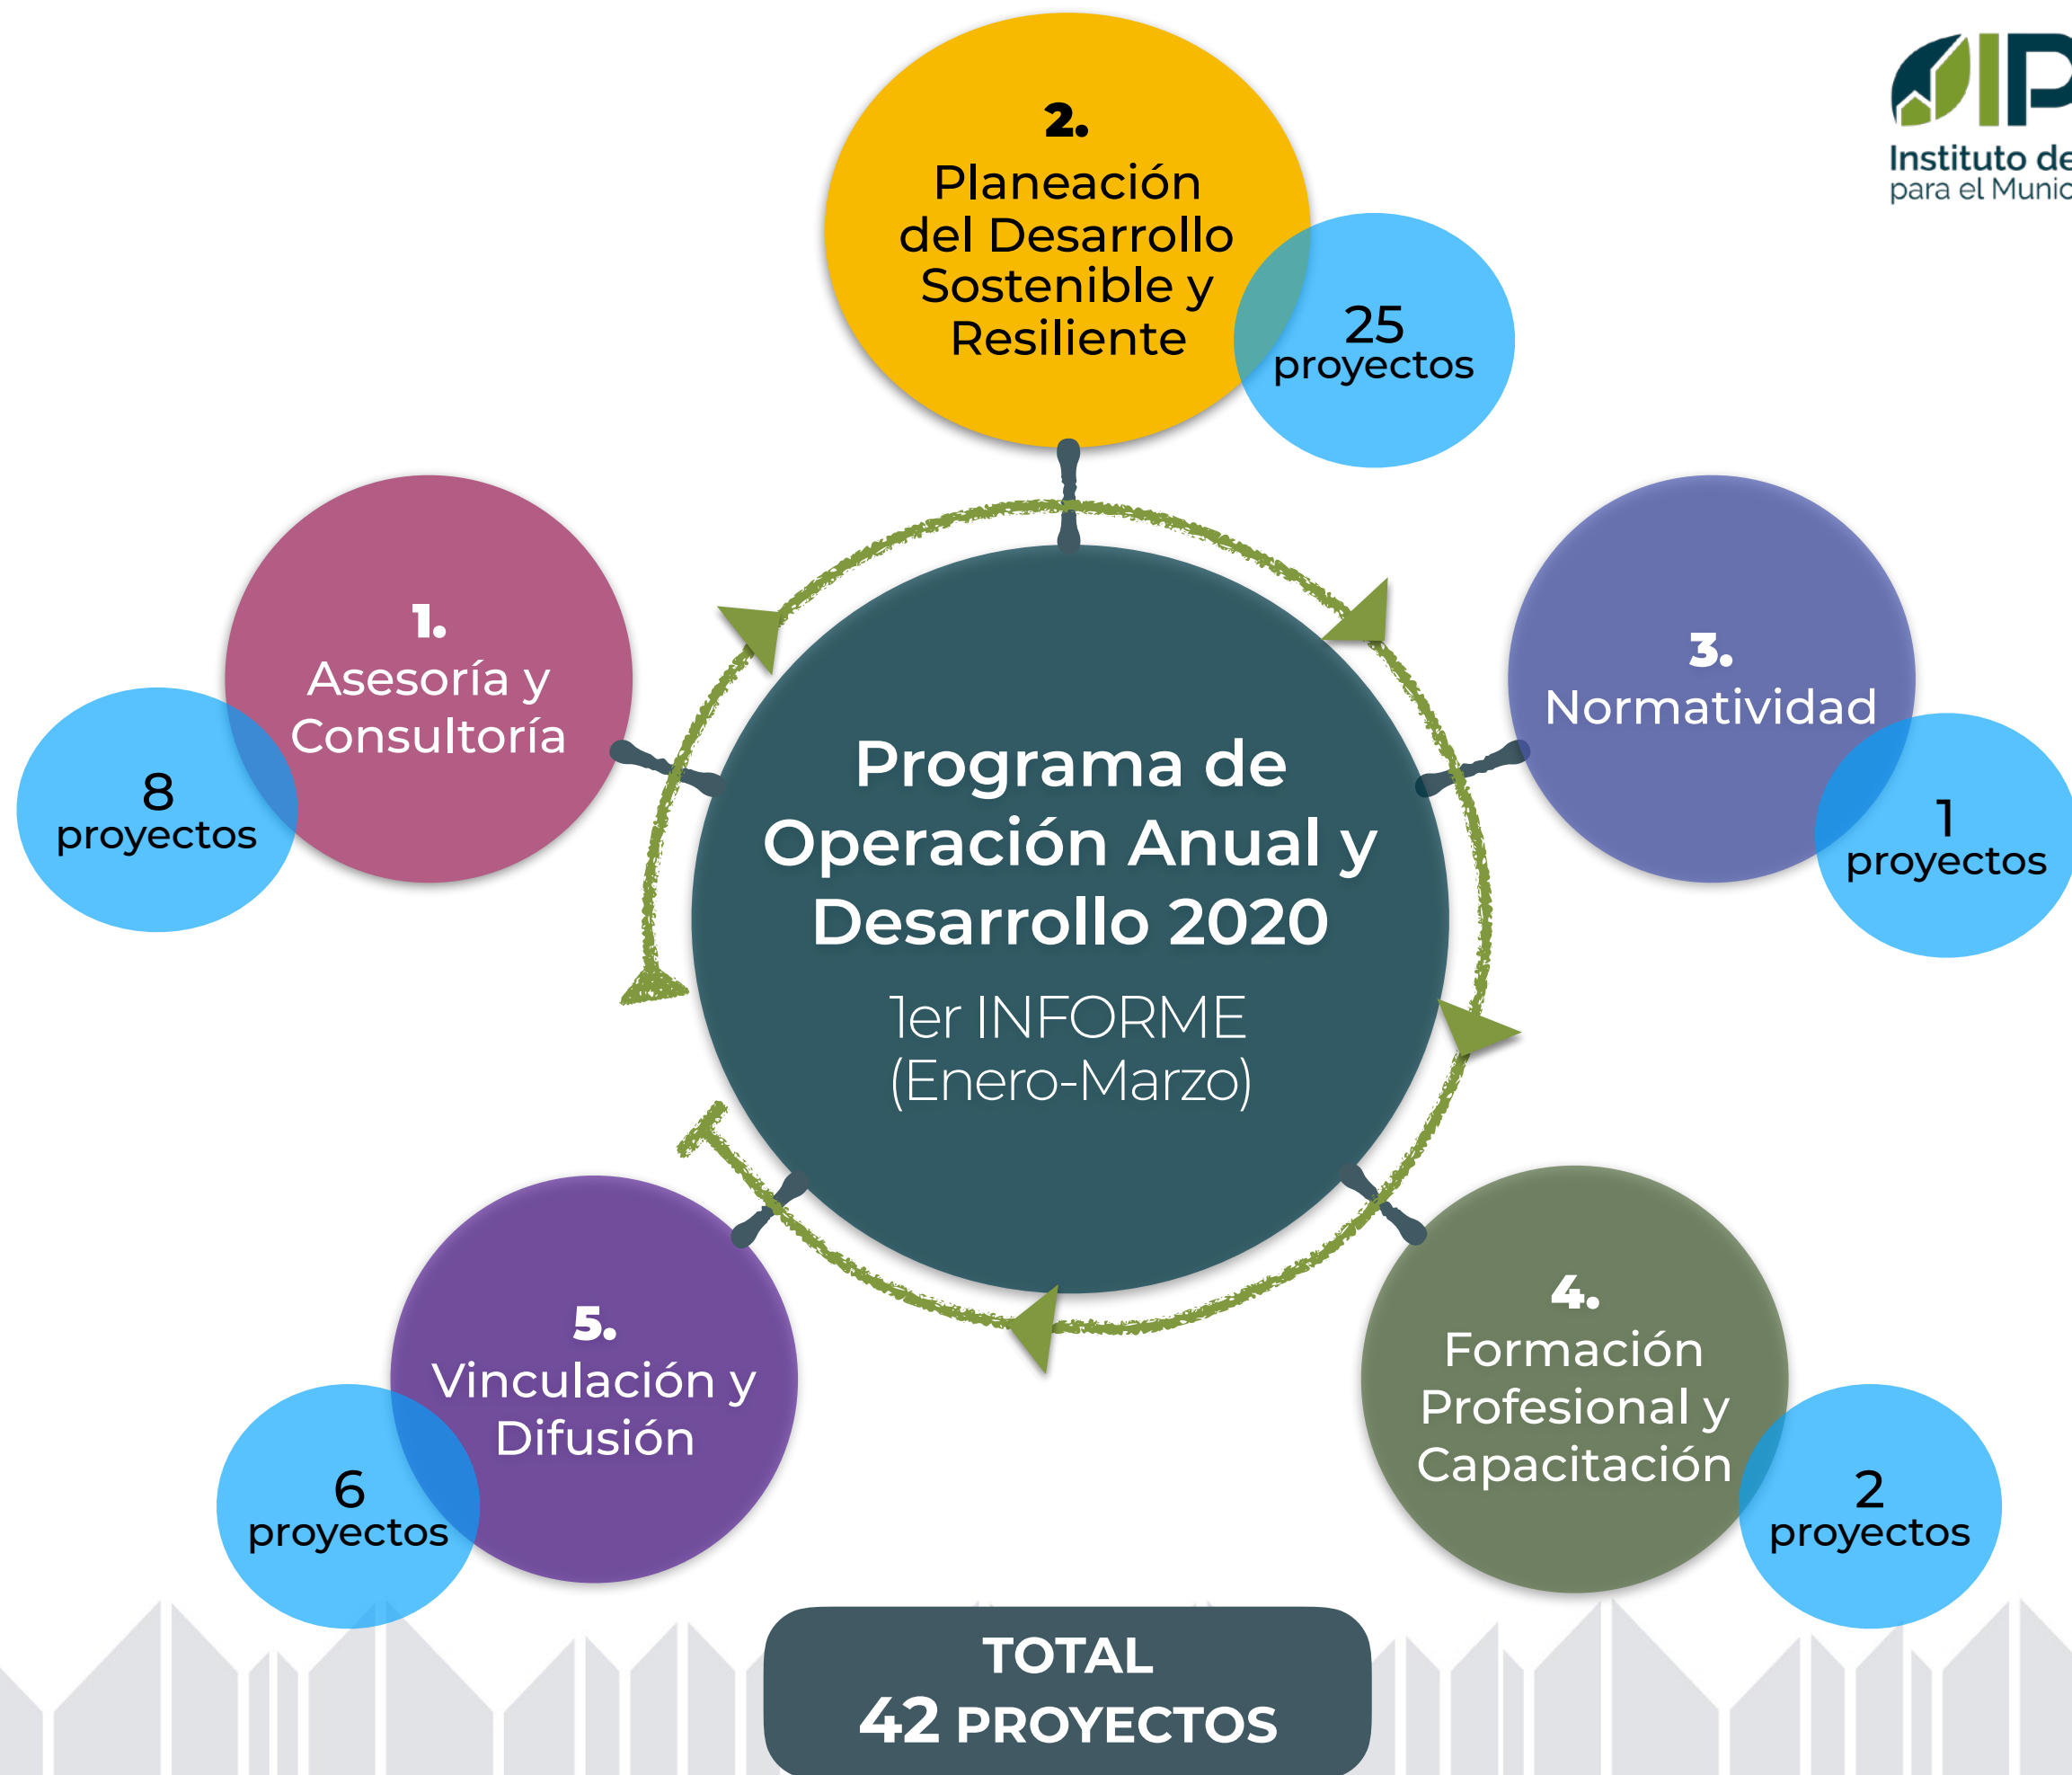 2.
Planeación
del Desarrollo
Sostenible y
Resiliente
25
proyectos
Instituto de
para el
1.
Asesoría y
Consultoría
8
proyectos
3.
Normatividad
1
proyectos
Programa de
Operación Anual y
Desarrollo 2020
1er INFORME
(Enero-Marzo)
5.
Vinculación y
Difusión
6
proyectos
4.
Formación
Profesional y
Capacitación
2
proyectos
TOTAL
42 PROYECTOS